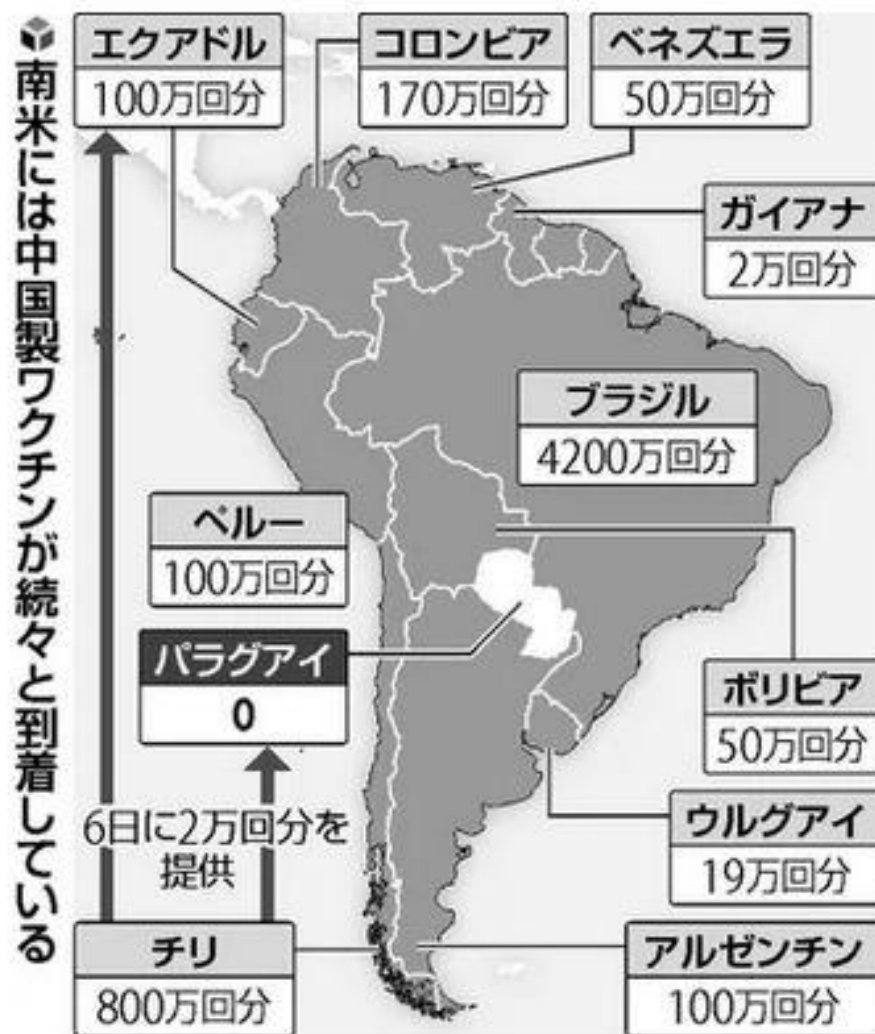 南米には中国製ワクチンが続々と到着している
エクアドル
100万回分
コロンビア
170万回分
ベネズエラ
50万回分
ガイアナ
2万回分
ブラジル
4200万回分
ペルー
100万回分
パラグアイ
0
ボリビア
50万回分
6日に2万回分を
提供
ウルグアイ
19万回分
チリ
800万回分
アルゼンチン
100万回分